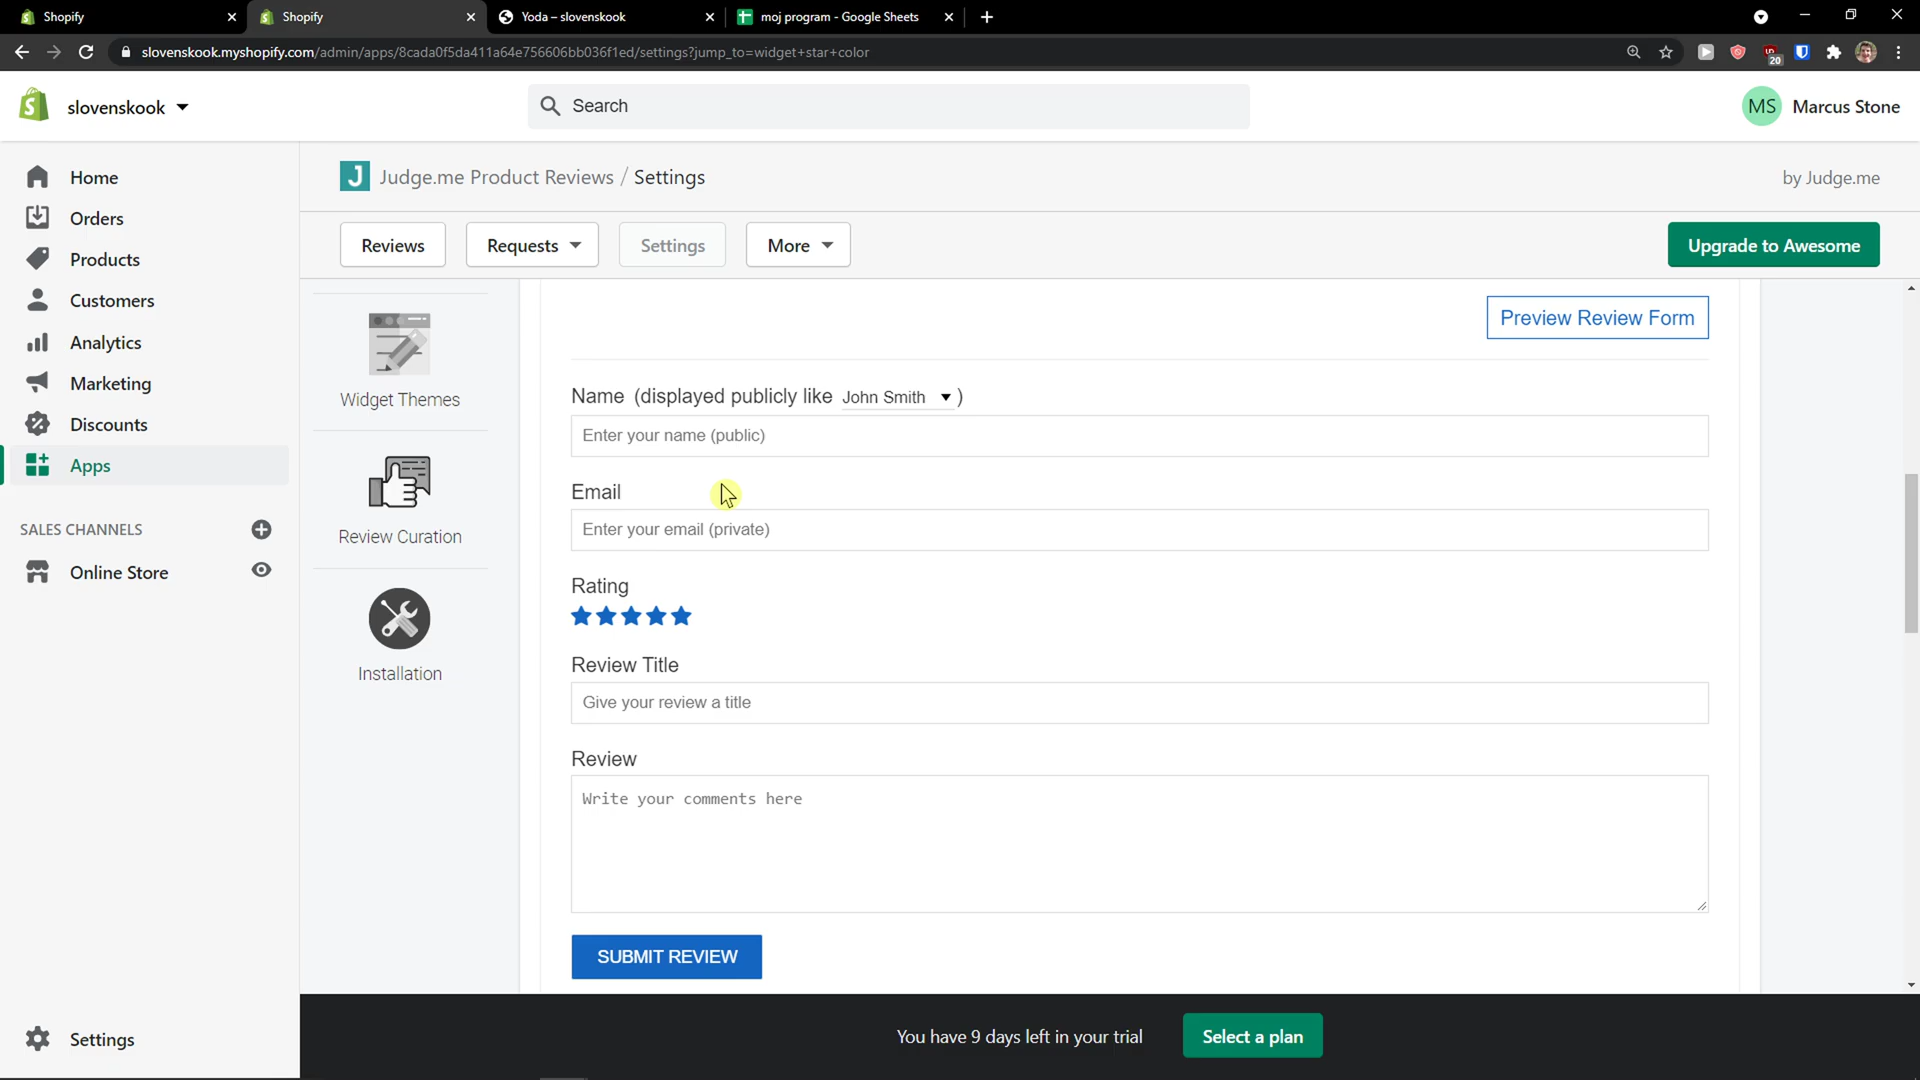 Shopify
Shopify
Yoda – slovenskook
moj program - Google Sheets
slovenskook.myshopify.com/admin/apps/8cada0f5da411a64e756606bb036f1ed/settings?jump_to=widget+star+color
20
slovenskook
Search
MS Marcus Stone
Home
Orders
Products
Customers
Analytics
Marketing
Discounts
Apps
SALES CHANNELS
Online Store
Settings
J Judge.me Product Reviews / Settings
by Judge.me
Reviews
Requests
Settings
More
Upgrade to Awesome
Widget Themes
Review Curation
Installation
Preview Review Form
Name (displayed publicly like John Smith )
Enter your name (public)
Email
Enter your email (private)
Rating
Review Title
Give your review a title
Review
Write your comments here
SUBMIT REVIEW
You have 9 days left in your trial
Select a plan